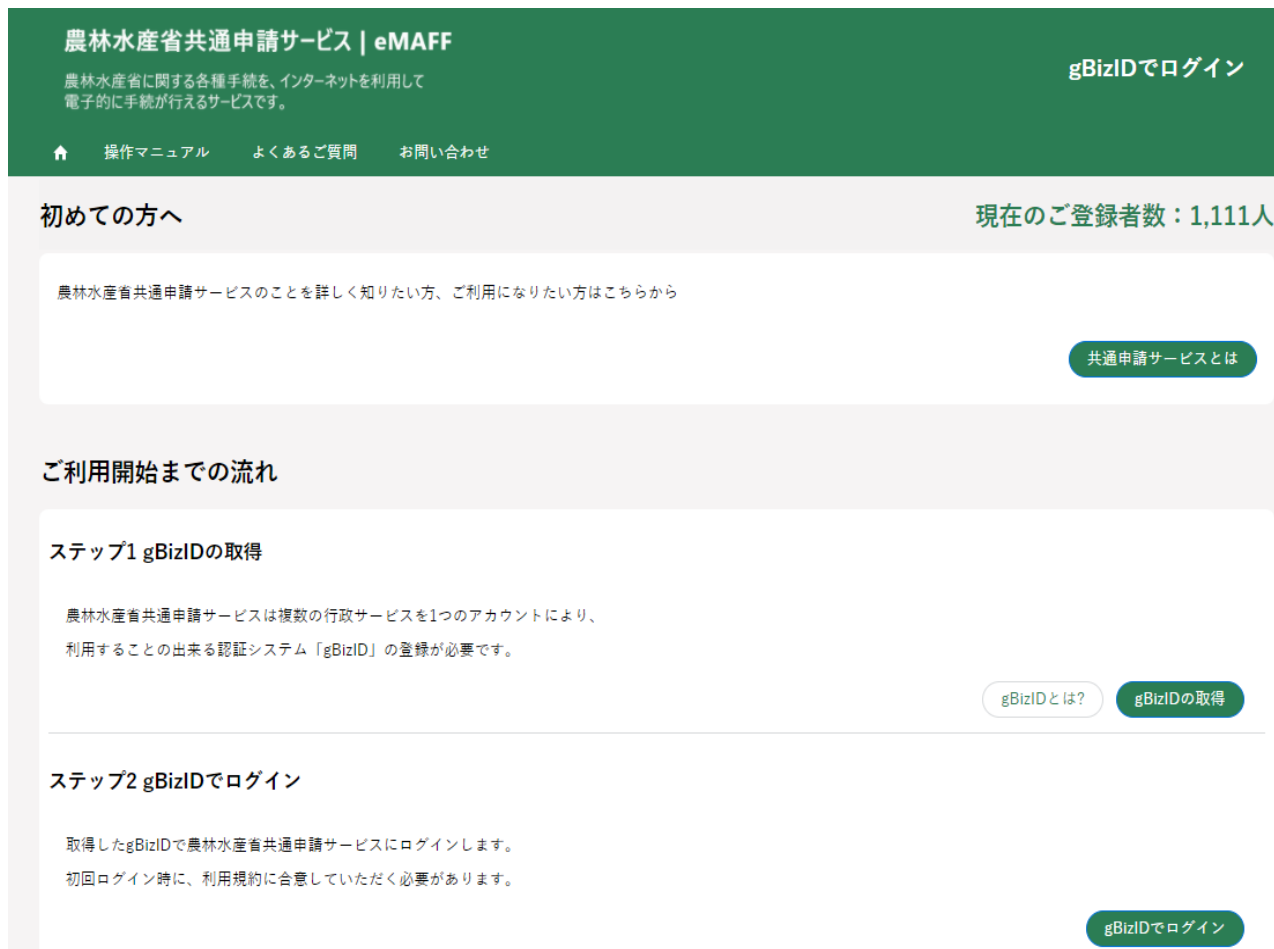 農林水産省共通申請サービス | eMAFF
農林水産省に関する各種手続を、インターネットを利用して
電子的に手続が行えるサービスです。
gBizIDでログイン
操作マニュアル
よくあるご質問
お問い合わせ
初めての方へ
現在のご登録者数：1,111人
農林水産省共通申請サービスのことを詳しく知りたい方、ご利用になりたい方はこちらから
共通申請サービスとは
ご利用開始までの流れ
ステップ1 gBizIDの取得
農林水産省共通申請サービスは複数の行政サービスを1つのアカウントにより、
利用することの出来る認証システム「gBizID」の登録が必要です。
gBizIDとは?
gBizIDの取得
ステップ2 gBizIDでログイン
取得したgBizIDで農林水産省共通申請サービスにログインします。
初回ログイン時に、利用規約に合意していただく必要があります。
gBizIDでログイン